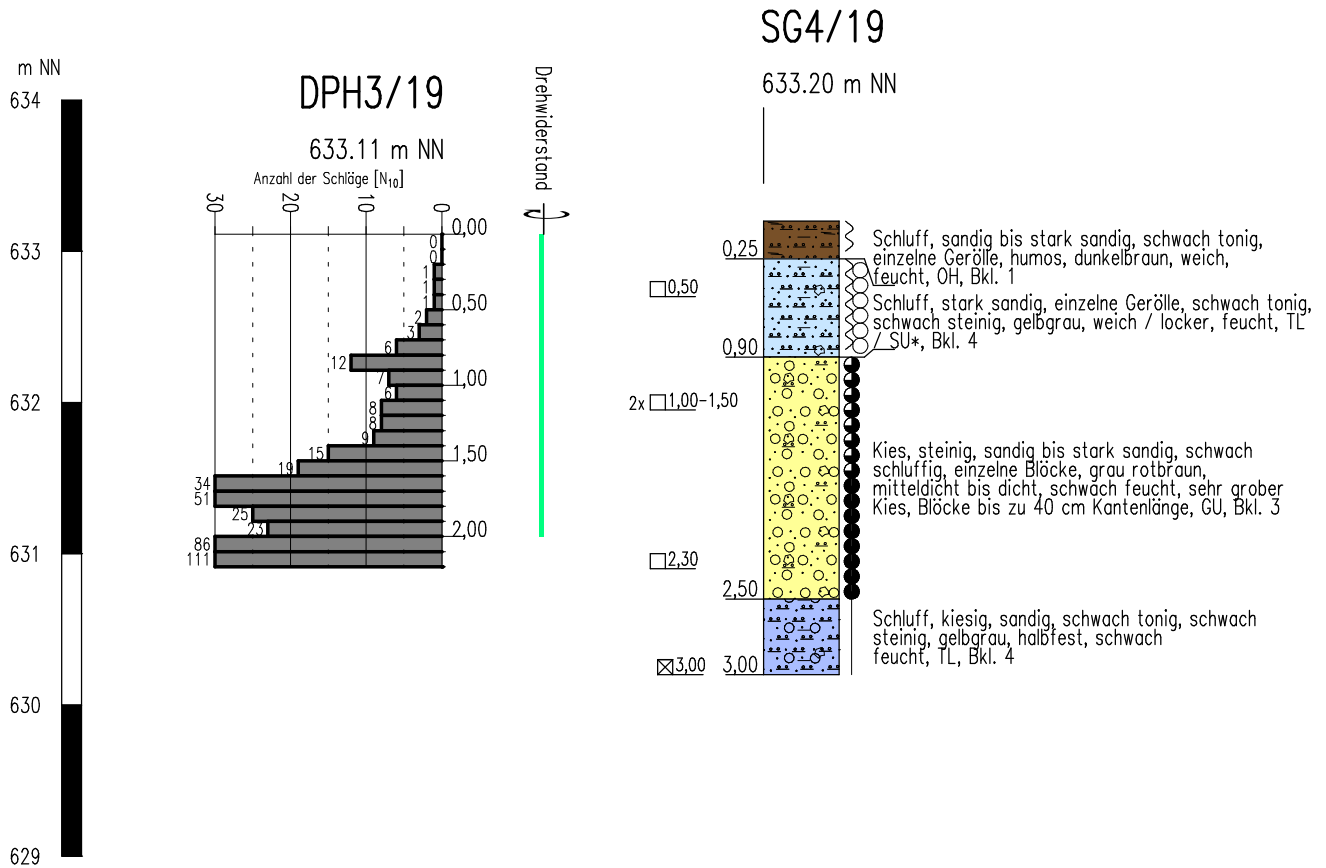 m NN
634
633
632
631
630
629
DPH3/19
633.11 m NN
Anzahl der Schläge [N10]
30
20
10
0
0,00
0
0
1
1
1
0,50
2
3
6
12
7
1,00
6
8
8
9
1,50
15
19
34
51
25
23
2,00
86
111
Drehwiderstand
SG4/19
633.20 m NN
0,25
Schluff, sandig bis stark sandig, schwach tonig,
einzelne Gerölle, humos, dunkelbraun, weich,
feucht, OH, Bkl. 1
0,50
Schluff, stark sandig, einzelne Gerölle, schwach tonig,
schwach steinig, gelbgrau, weich / locker, feucht, TL
/ SU*, Bkl. 4
0,90
2x 1,00-1,50
Kies, steinig, sandig bis stark sandig, schwach
schluffig, einzelne Blöcke, grau rotbraun,
mitteldicht bis dicht, schwach feucht, sehr grober
Kies, Blöcke bis zu 40 cm Kantenlänge, GU, Bkl. 3
2,30
2,50
Schluff, kiesig, sandig, schwach tonig, schwach
steinig, gelbgrau, halbfest, schwach
feucht, TL, Bkl. 4
3,00
3,00